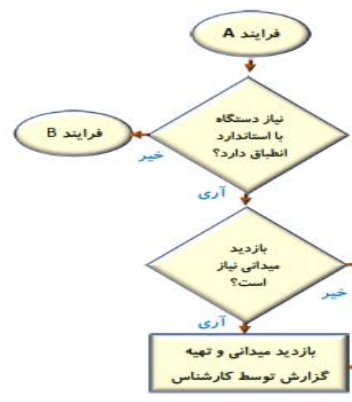 فرایند A
نیاز دستگاه
با استاندارد
انطباق دارد؟
فرایند B
خیر
آری
بازدید
میدانی نیاز
است؟
خیر
آری
بازدید میدانی و تهیه
گزارش توسط کارشناس